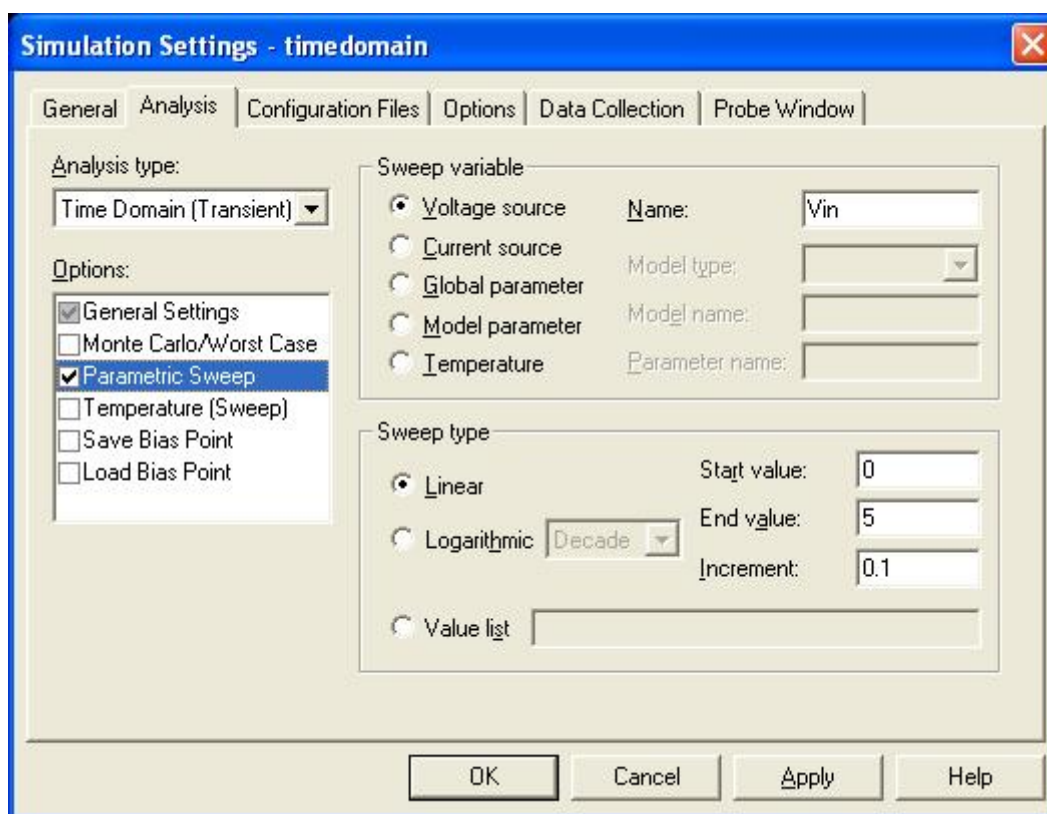 Simulation Settings - timedomain
General Analysis Configuration Files Options Data Collection Probe Window
Analysis type:
Time Domain (Transient)
Options:
General Settings
Monte Carlo/Worst Case
Parametric Sweep
Temperature (Sweep)
Save Bias Point
Load Bias Point
Sweep variable
Voltage source
Current source
Global parameter
Model parameter
Temperature
Name: Vin
Model type:
Model name:
Parameter name:
Sweep type
Linear
Logarithmic Decade
Value list
Start value: 0
End value: 5
Increment: 0.1
OK Cancel Apply Help